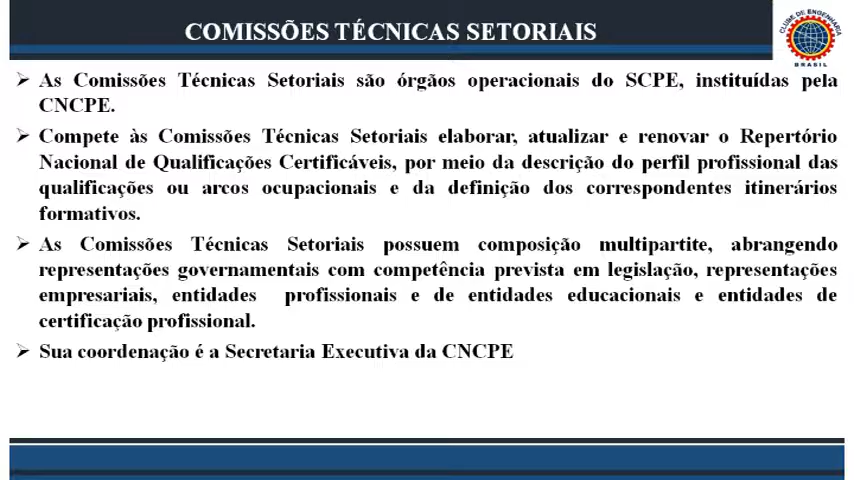 COMISSÕES TÉCNICAS SETORIAIS
CLUBE DE ENGENHARIA
BRASIL
➢ As Comissões Técnicas Setoriais são órgãos operacionais do SCPE, instituídas pela
CNCPE.
➢ Compete às Comissões Técnicas Setoriais elaborar, atualizar e renovar o Repertório
Nacional de Qualificações Certificáveis, por meio da descrição do perfil profissional das
qualificações ou arcos ocupacionais e da definição dos correspondentes itinerários
formativos.
➢ As Comissões Técnicas Setoriais possuem composição multipartite, abrangendo
representações governamentais com competência prevista em legislação, representações
empresariais, entidades profissionais e de entidades educacionais e entidades de
certificação profissional.
➢ Sua coordenação é a Secretaria Executiva da CNCPE